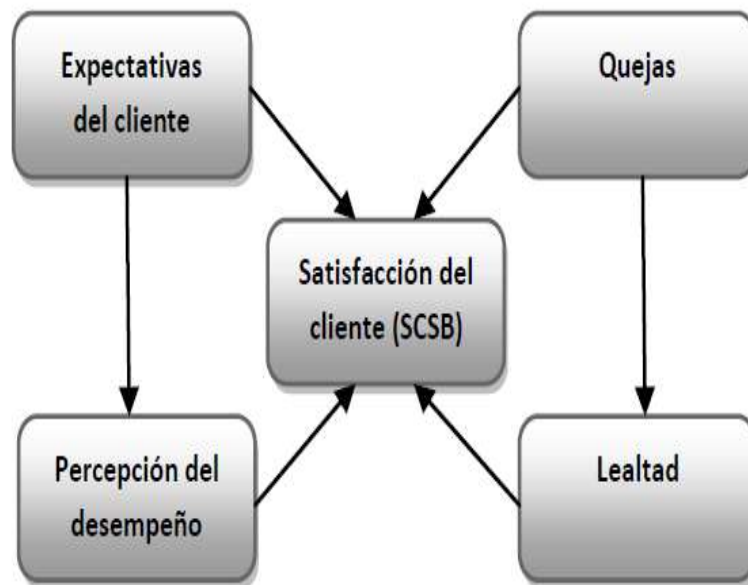 Expectativas
del cliente
Quejas
Satisfacción del
cliente (SCSB)
Percepción del
desempeño
Lealtad